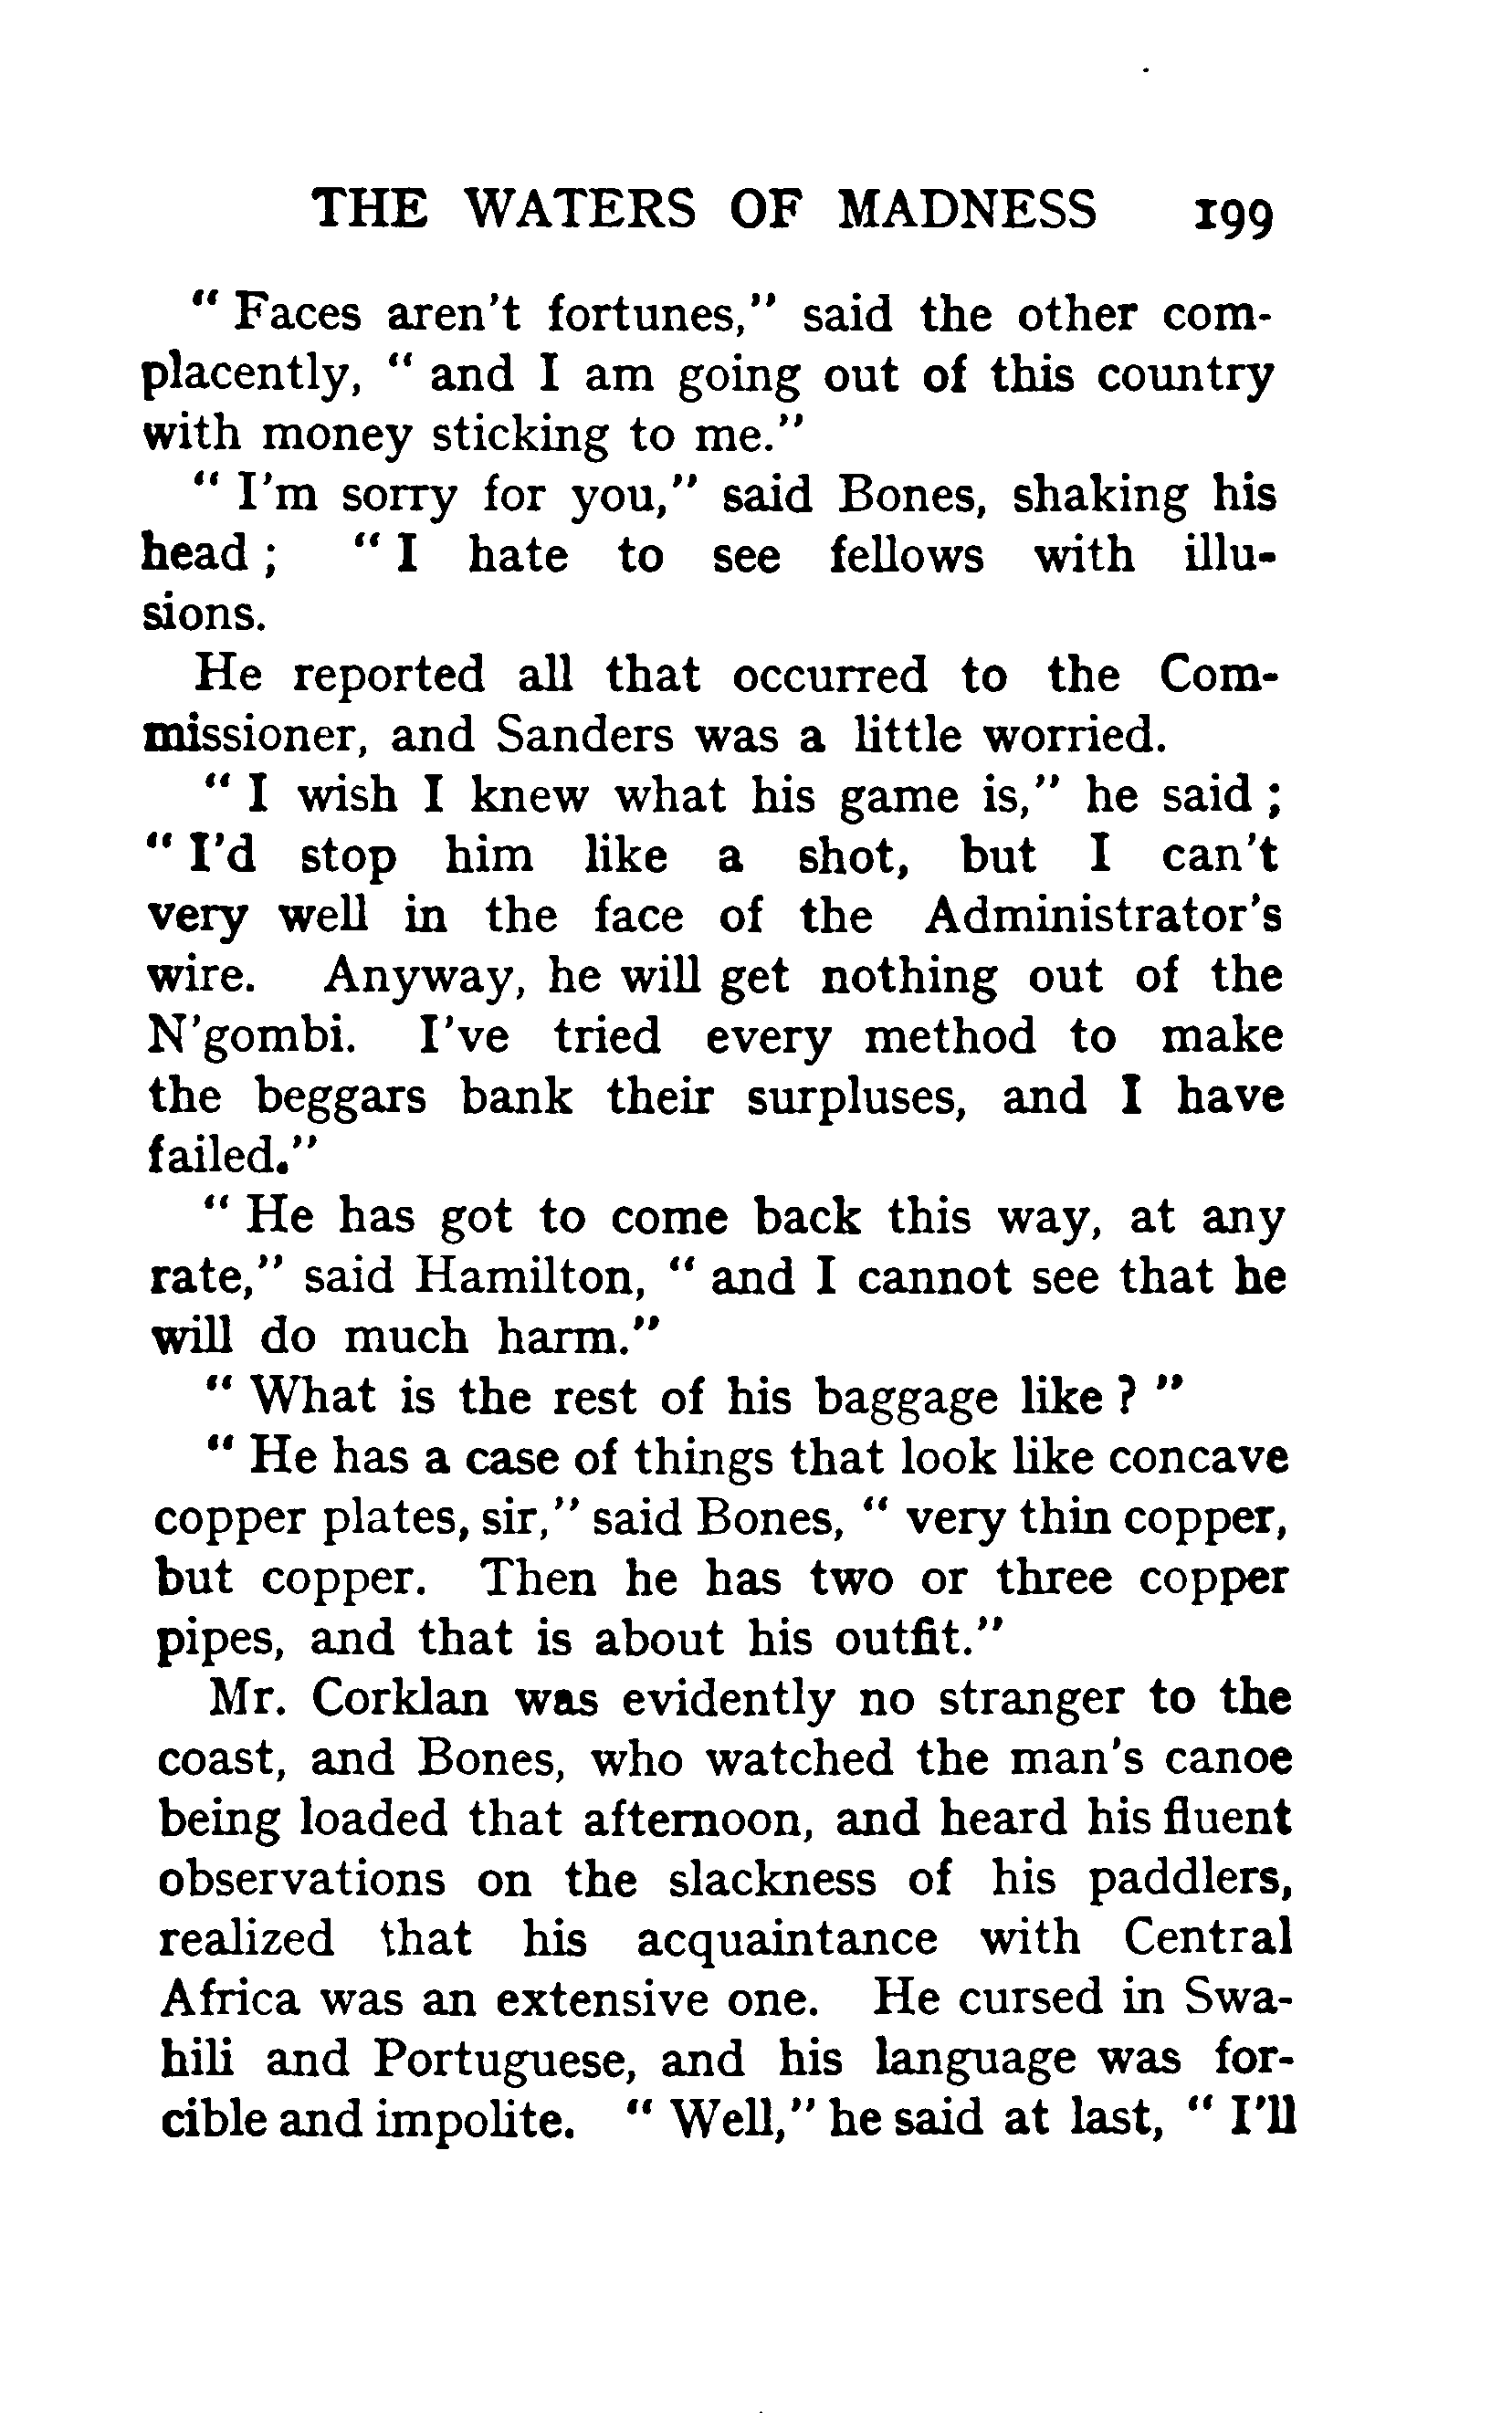 THE WATERS OF MADNESS 199
" Faces aren't fortunes," said the other com-
placently, " and I am going out of this country
with money sticking to me."
" I'm sorry for you," said Bones, shaking his
head ; " I hate to see fellows with illu-
sions.
He reported all that occurred to the Com-
missioner, and Sanders was a little worried.
" I wish I knew what his game is," he said ;
" I'd stop him like a shot, but I can't
very well in the face of the Administrator's
wire. Anyway, he will get nothing out of the
N'gombi. I've tried every method to make
the beggars bank their surpluses, and I have
failed."
" He has got to come back this way, at any
rate," said Hamilton, " and I cannot see that he
will do much harm."
" What is the rest of his baggage like ? "
" He has a case of things that look like concave
copper plates, sir," said Bones, " very thin copper,
but copper. Then he has two or three copper
pipes, and that is about his outfit."
Mr. Corklan was evidently no stranger to the
coast, and Bones, who watched the man's canoe
being loaded that afternoon, and heard his fluent
observations on the slackness of his paddlers,
realized that his acquaintance with Central
Africa was an extensive one. He cursed in Swa-
hili and Portuguese, and his language was for-
cible and impolite. " Well," he said at last, " I'll